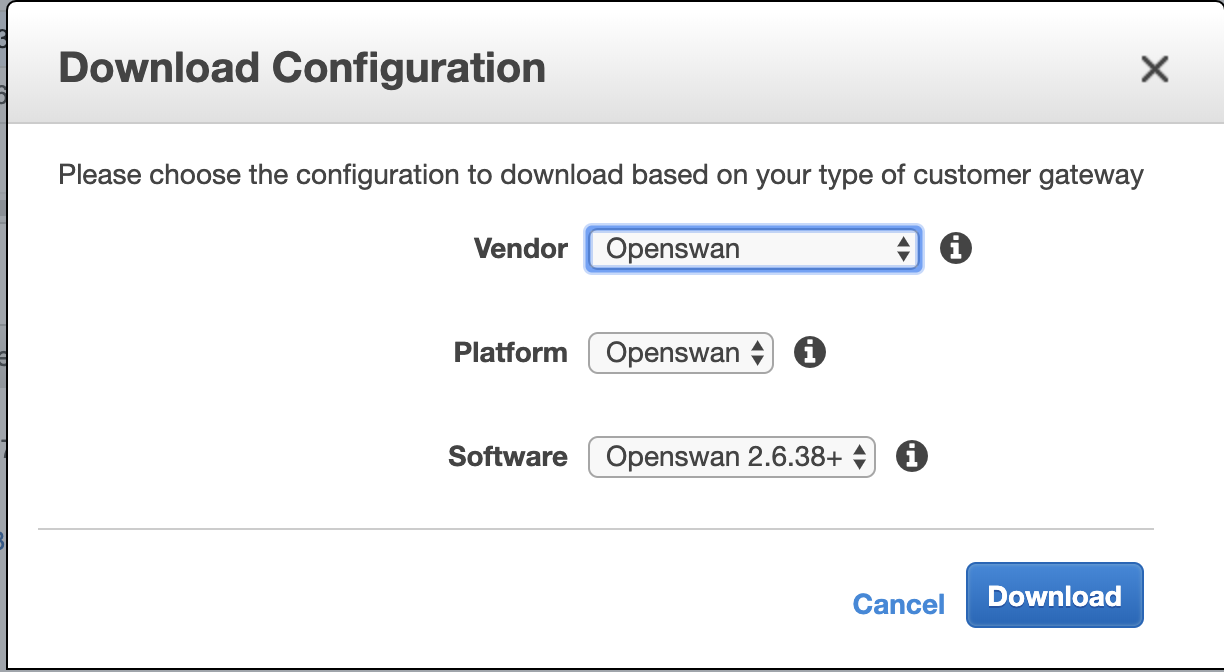 Download Configuration
Please choose the configuration to download based on your type of customer gateway
Vendor Openswan
Platform Openswan
Software Openswan 2.6.38+
Cancel Download